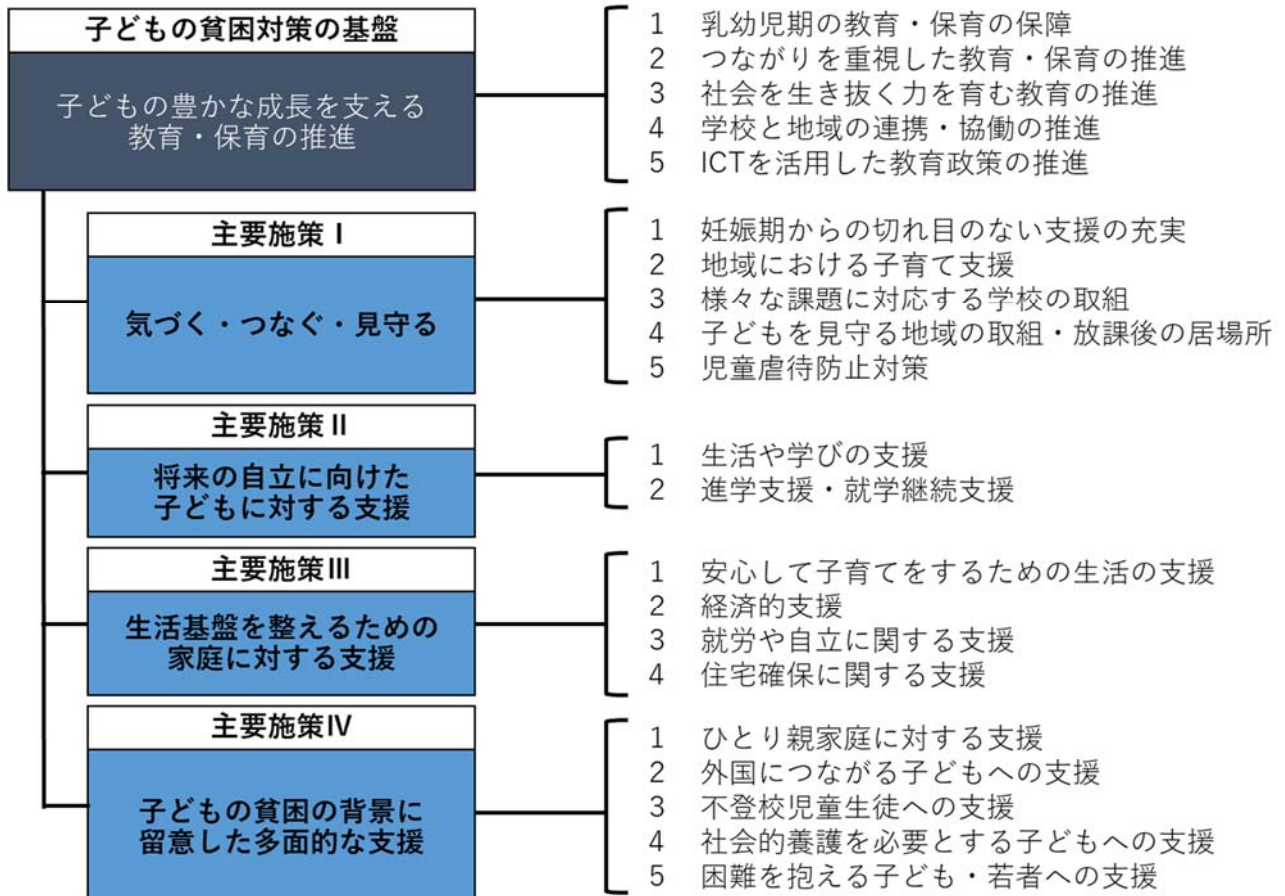 子どもの貧困対策の基盤
子どもの豊かな成長を支える
教育・保育の推進
1 乳幼児期の教育・保育の保障
2 つながりを重視した教育・保育の推進
3 社会を生き抜く力を育む教育の推進
4 学校と地域の連携・協働の推進
5 ICTを活用した教育政策の推進
主要施策Ⅰ
気づく・つなぐ・見守る
1 妊娠期からの切れ目のない支援の充実
2 地域における子育て支援
3 様々な課題に対応する学校の取組
4 子どもを見守る地域の取組・放課後の居場所
5 児童虐待防止対策
主要施策Ⅱ
将来の自立に向けた
子どもに対する支援
1 生活や学びの支援
2 進学支援・就学継続支援
主要施策Ⅲ
生活基盤を整えるための
家庭に対する支援
1 安心して子育てをするための生活の支援
2 経済的支援
3 就労や自立に関する支援
4 住宅確保に関する支援
主要施策Ⅳ
子どもの貧困の背景に
留意した多面的な支援
1 ひとり親家庭に対する支援
2 外国につながる子どもへの支援
3 不登校児童生徒への支援
4 社会的養護を必要とする子どもへの支援
5 困難を抱える子ども・若者への支援